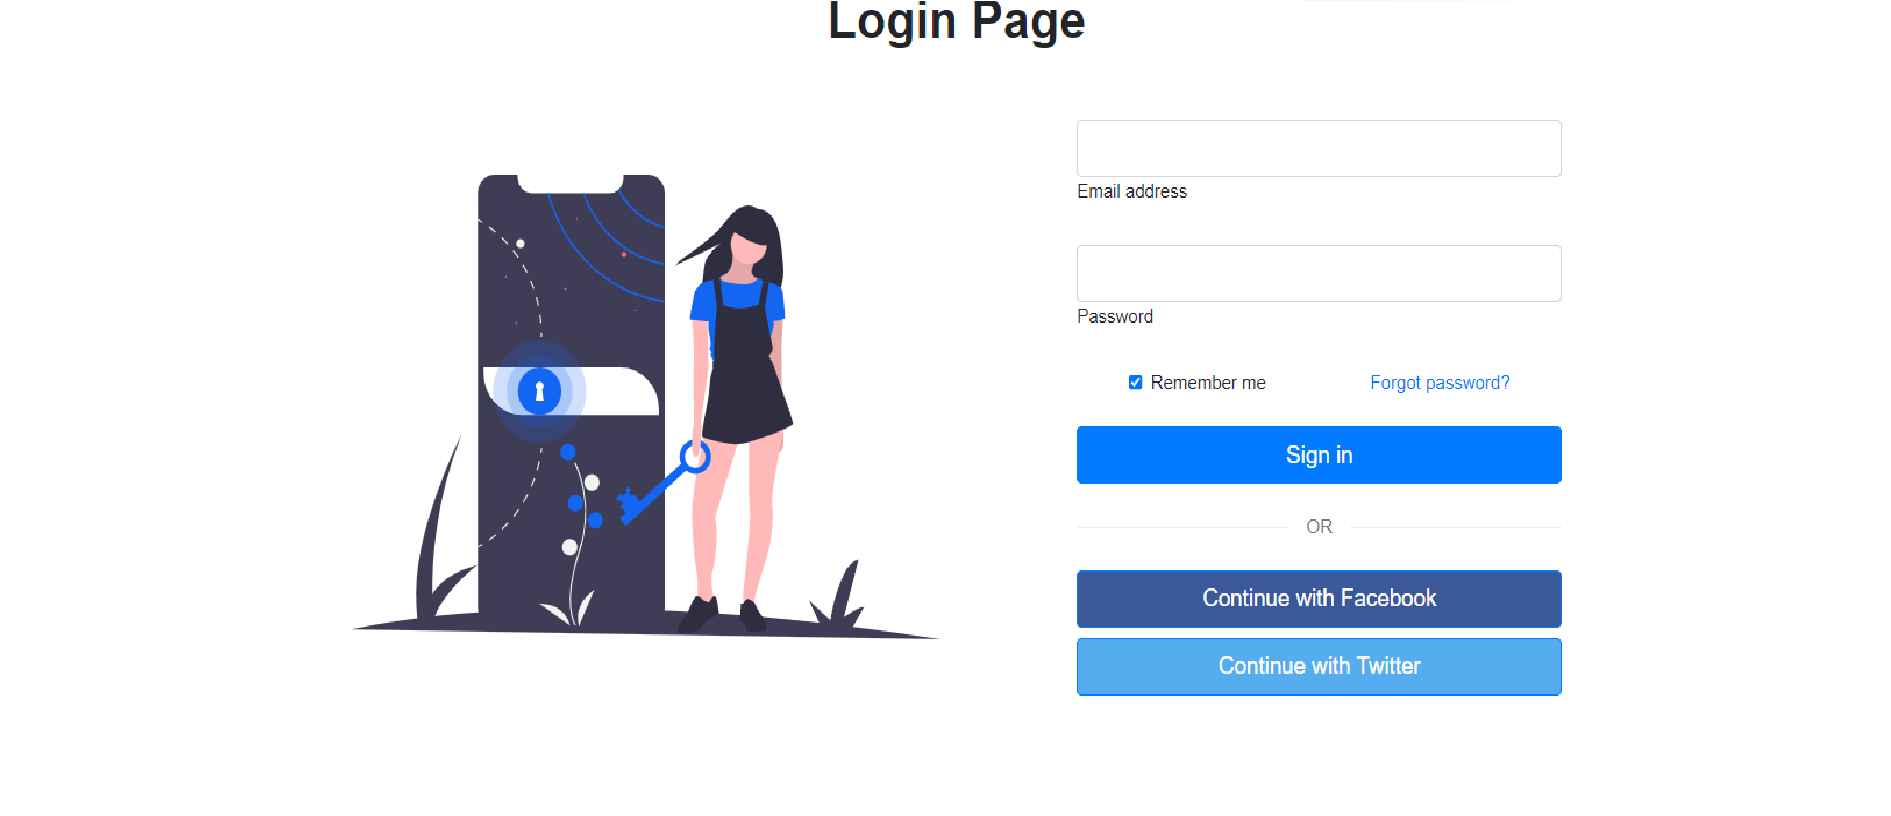 Login Page
Email address
Password
Remember me
Forgot password?
Sign in
OR
Continue with Facebook
Continue with Twitter